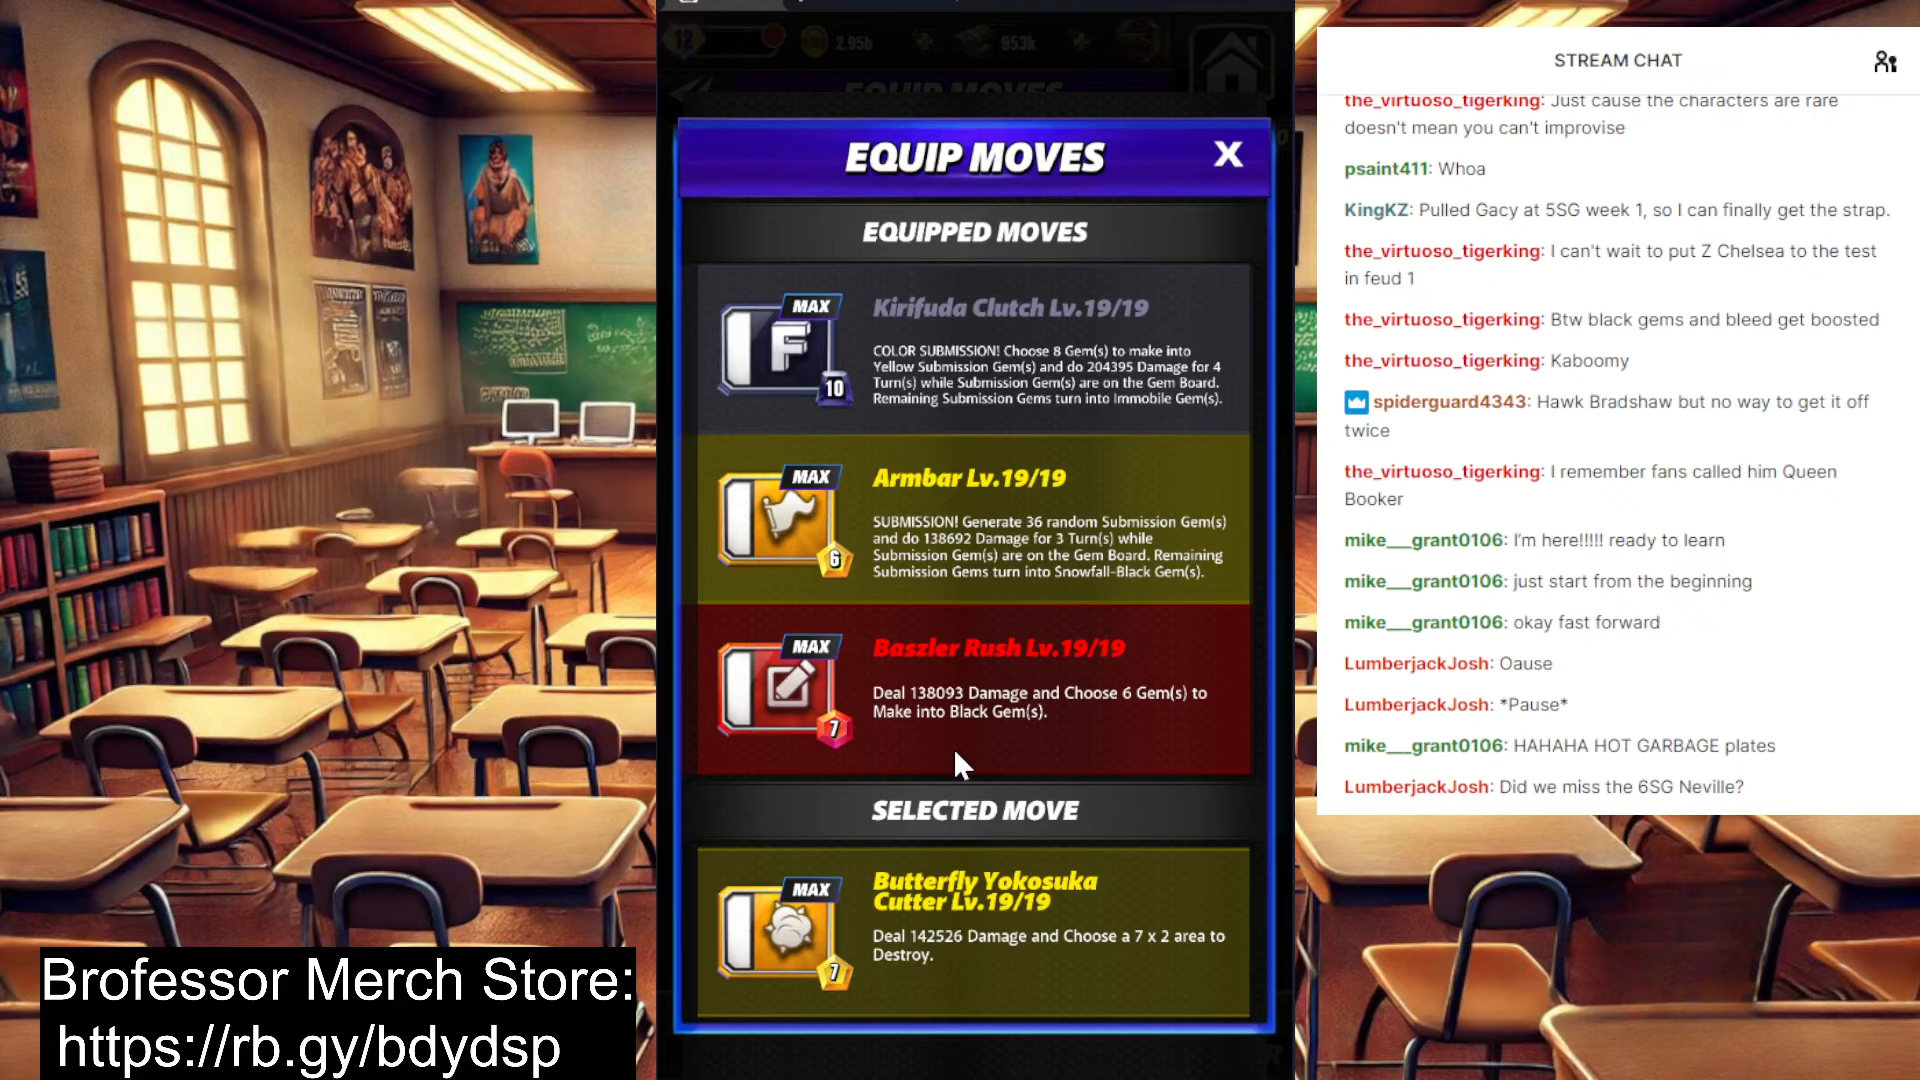 12
2.95b
953k
EQUIP MOVES
EQUIP MOVES
X
EQUIPPED MOVES
MAX
F
10
Kirifuda Clutch Lv.19/19
COLOR SUBMISSION! Choose 8 Gem(s) to make into
Yellow Submission Gem(s) and do 204395 Damage for 4
Turn(s) while Submission Gem(s) are on the Gem Board.
Remaining Submission Gems turn into Immobile Gem(s).
MAX
6
Armbar Lv.19/19
SUBMISSION! Generate 36 random Submission Gem(s)
and do 138692 Damage for 3 Turn(s) while
Submission Gem(s) are on the Gem Board. Remaining
Submission Gems turn into Snowfall-Black Gem(s).
MAX
7
Baszler Rush Lv.19/19
Deal 138093 Damage and Choose 6 Gem(s) to
Make into Black Gem(s).
SELECTED MOVE
MAX
7
Butterfly Yokosuka
Cutter Lv.19/19
Deal 142526 Damage and Choose a 7 x 2 area to
Destroy.
STREAM CHAT
the_virtuoso_tigerking: Just cause the characters are rare
doesn't mean you can't improvise
psaint411: Whoa
KingKZ: Pulled Gacy at 5SG week 1, so I can finally get the strap.
the_virtuoso_tigerking: I can't wait to put Z Chelsea to the test
in feud 1
the_virtuoso_tigerking: Btw black gems and bleed get boosted
the_virtuoso_tigerking: Kaboomy
spiderguard4343: Hawk Bradshaw but no way to get it off
twice
the_virtuoso_tigerking: I remember fans called him Queen
Booker
mike___grant0106: I'm here!!!!! ready to learn
mike___grant0106: just start from the beginning
mike___grant0106: okay fast forward
LumberjackJosh: Oause
LumberjackJosh: *Pause*
mike___grant0106: HAHAHA HOT GARBAGE plates
LumberjackJosh: Did we miss the 6SG Neville?
Brofessor Merch Store:
https://rb.gy/bdydsp